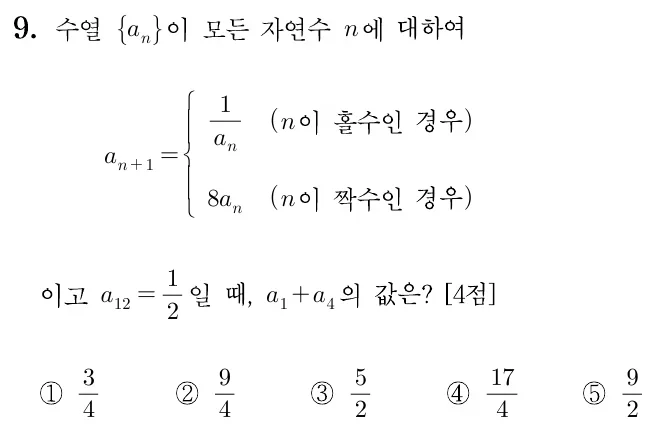 9. 수열 {aₙ}이 모든 자연수 n에 대하여
aₙ₊₁ = { 1/aₙ (n이 홀수인 경우)
8aₙ (n이 짝수인 경우)
이고 a₁₂ = 1/2 일 때, a₁+a₄의 값은? [4점]
① 3/4 ② 9/4 ③ 5/2 ④ 17/4 ⑤ 9/2